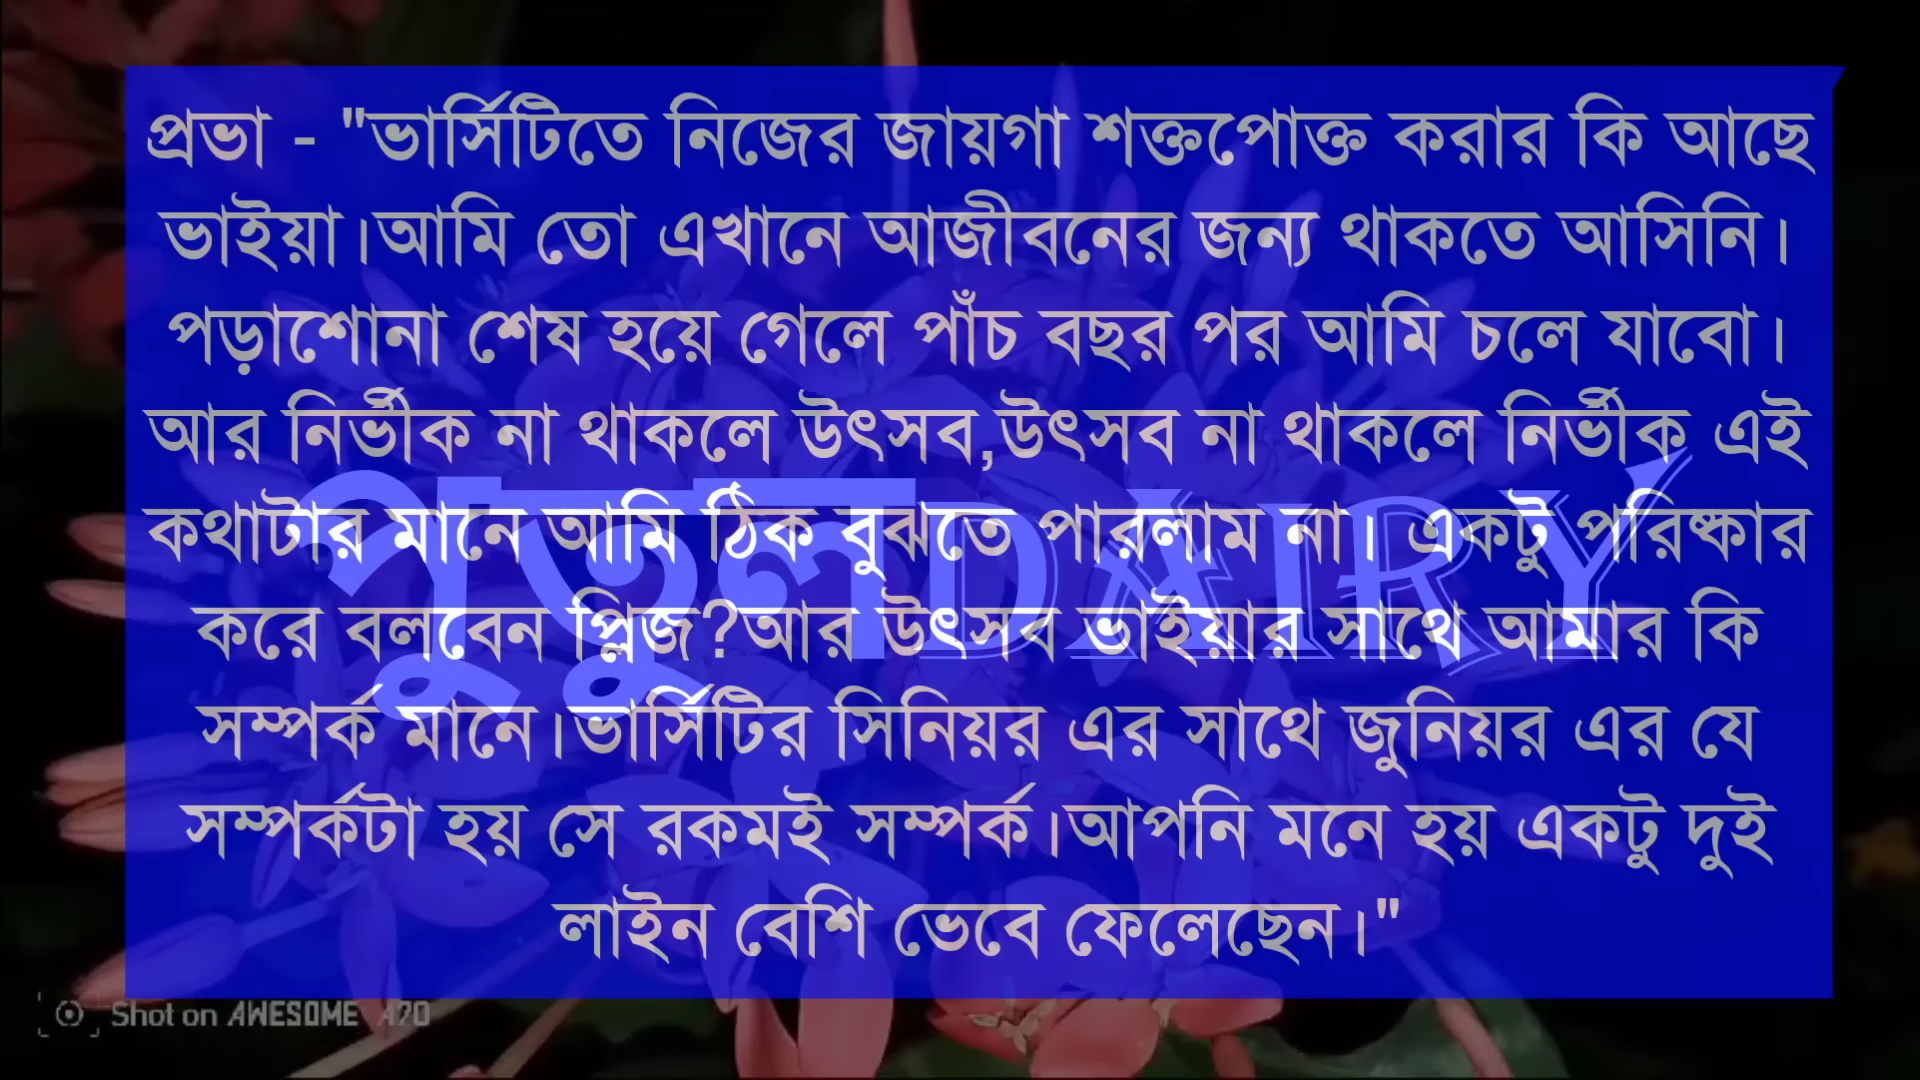 প্রভা - "ভার্সিটিতে নিজের জায়গা শক্তপোক্ত করার কি আছে
ভাইয়া।আমি তো এখানে আজীবনের জন্য থাকতে আসিনি।
পড়াশোনা শেষ হয়ে গেলে পাঁচ বছর পর আমি চলে যাবো।
আর নির্ভীক না থাকলে উৎসব,উৎসব না থাকলে নির্ভীক এই
কথাটার মানে আমি ঠিক বুঝতে পারলাম না। একটু পরিষ্কার
করে বলবেন প্লিজ?আর উৎসব ভাইয়ার সাথে আমার কি
সম্পর্ক মানে।ভার্সিটির সিনিয়র এর সাথে জুনিয়র এর যে
সম্পর্কটা হয় সে রকমই সম্পর্ক।আপনি মনে হয় একটু দুই
লাইন বেশি ভেবে ফেলেছেন।"
পুতুলDAIRY
Shot on AWESOME A70